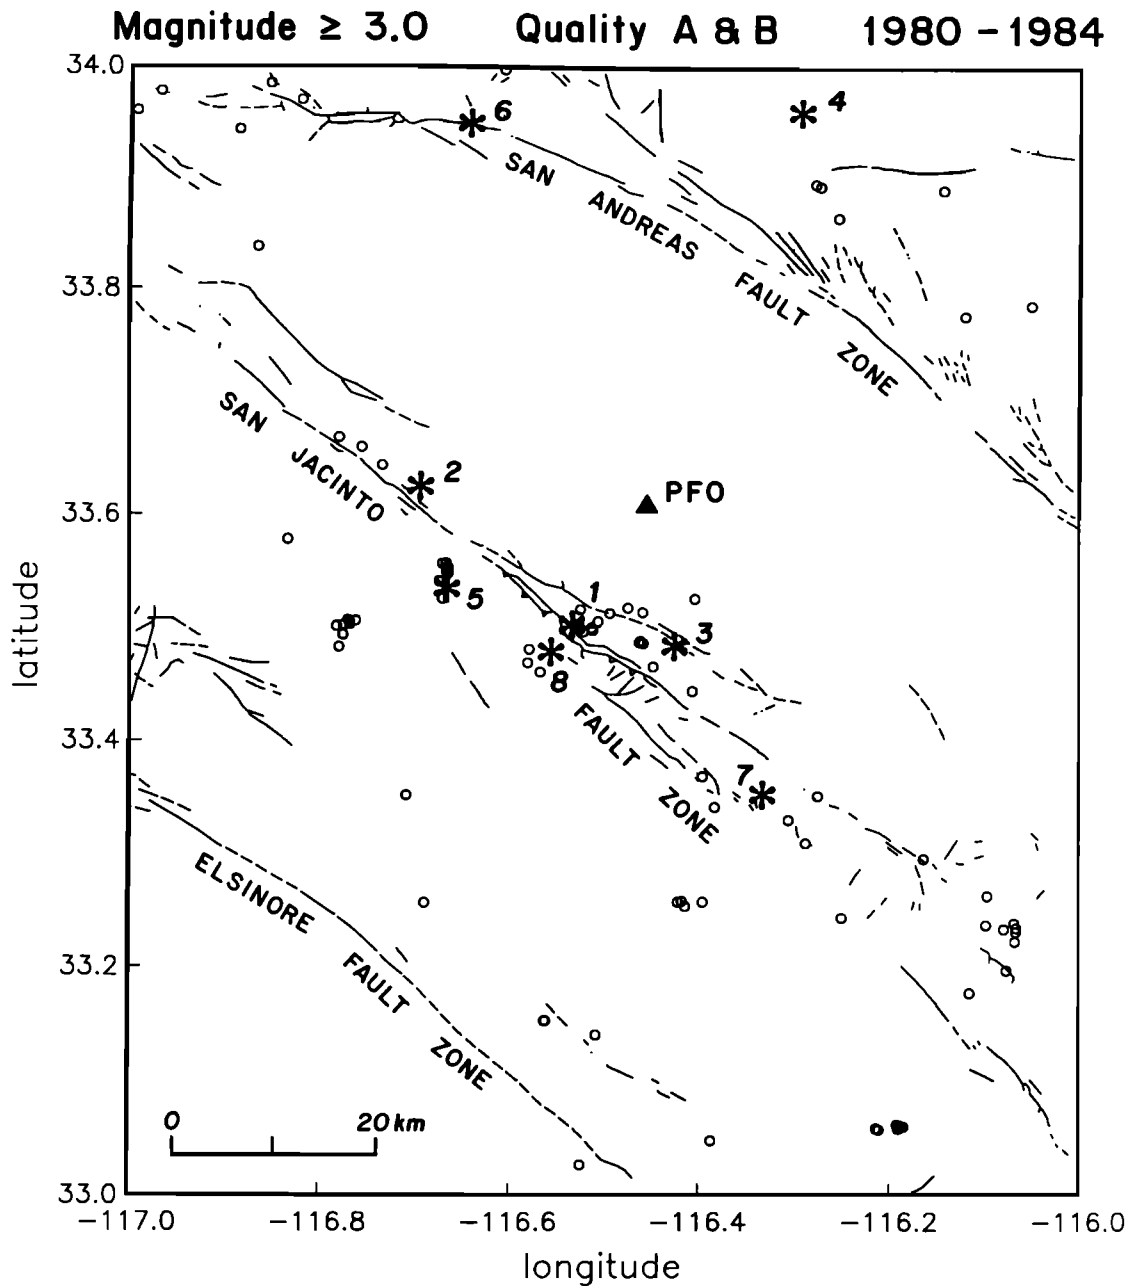 Magnitude ≥ 3.0 Quality A & B 1980 – 1984
34.0
6
4
SAN ANDREAS FAULT ZONE
33.8
SAN JACINTO
2
PFO
33.6
1
5
3
8
FAULT ZONE
33.4
7
ELSINORE FAULT ZONE
33.2
0 20 km
33.0
-117.0 -116.8 -116.6 -116.4 -116.2 -116.0
longitude
latitude